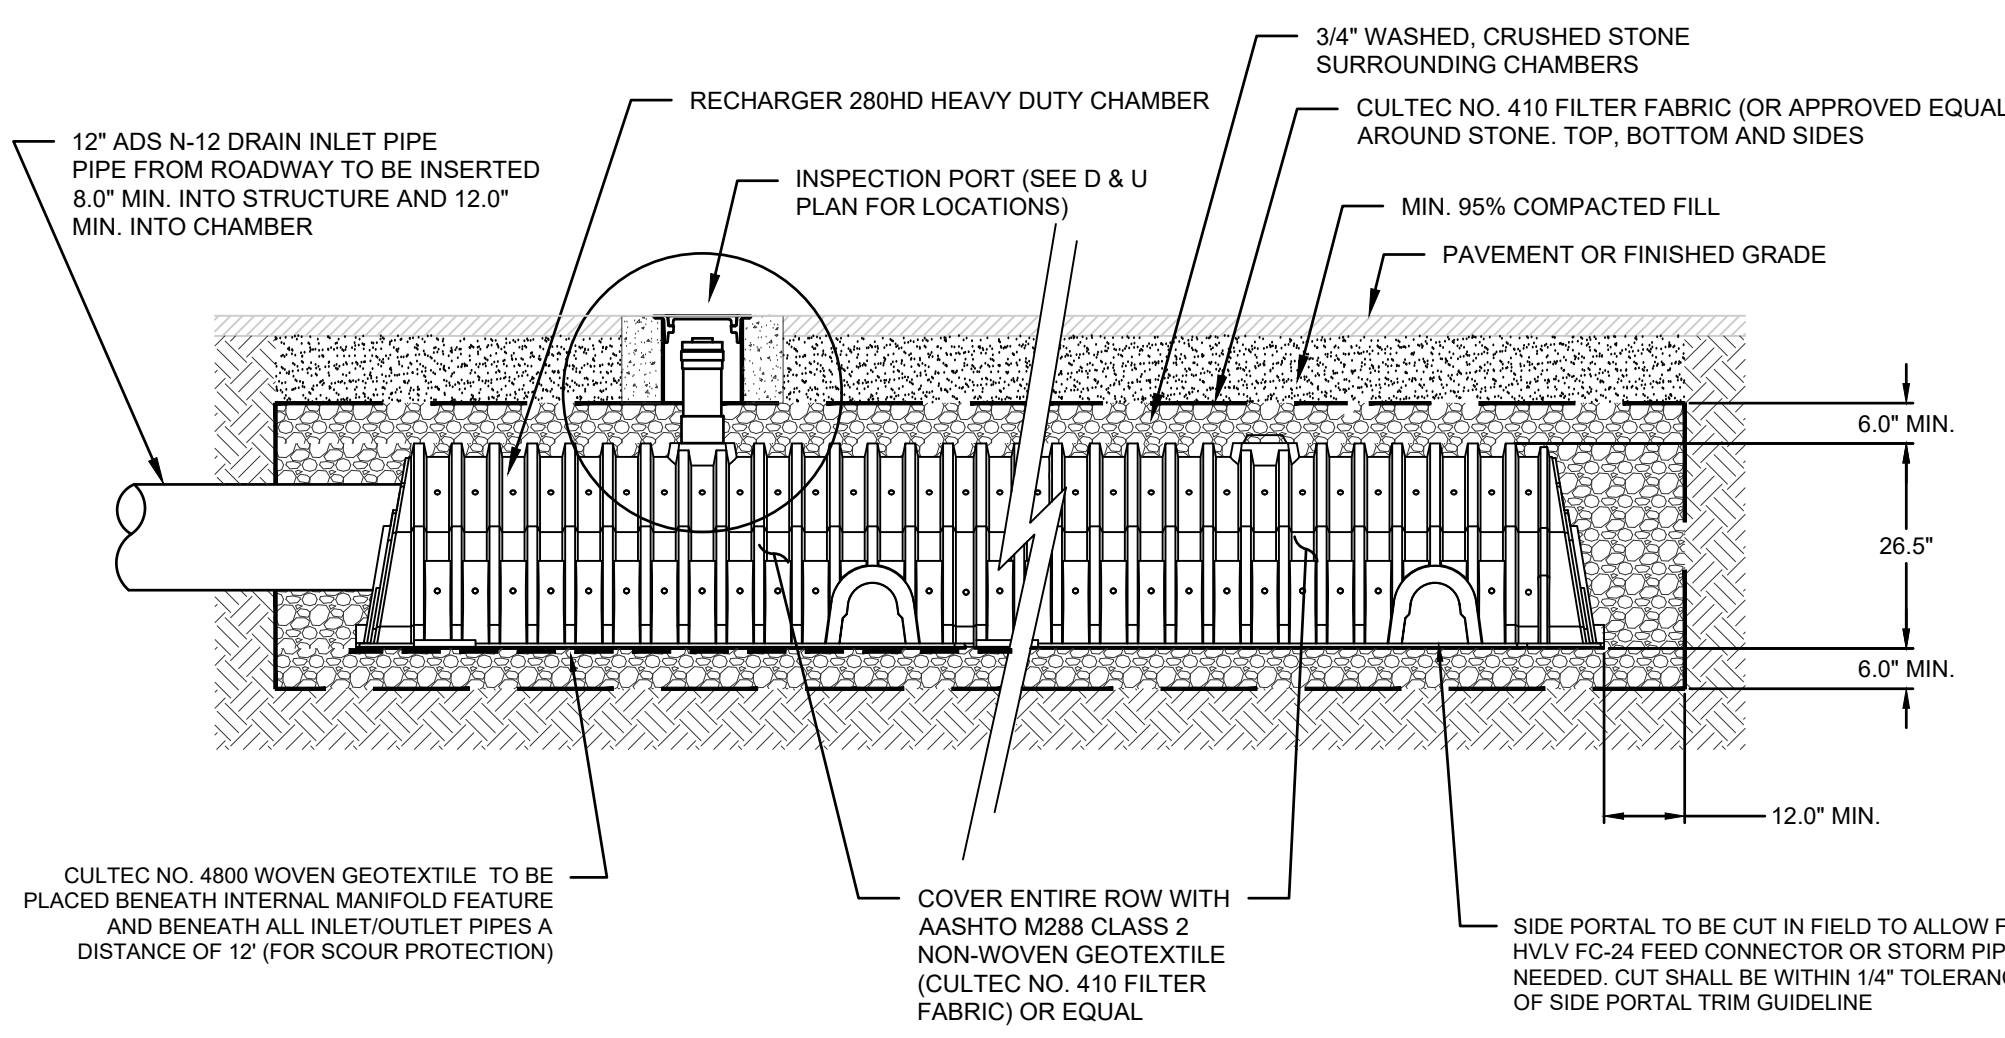 3/4" WASHED, CRUSHED STONE
SURROUNDING CHAMBERS
RECHARGER 280HD HEAVY DUTY CHAMBER
CULTEC NO. 410 FILTER FABRIC (OR APPROVED EQUAL
AROUND STONE. TOP, BOTTOM AND SIDES
12" ADS N-12 DRAIN INLET PIPE
PIPE FROM ROADWAY TO BE INSERTED
8.0" MIN. INTO STRUCTURE AND 12.0"
MIN. INTO CHAMBER
INSPECTION PORT (SEE D & U
PLAN FOR LOCATIONS)
MIN. 95% COMPACTED FILL
PAVEMENT OR FINISHED GRADE
6.0" MIN.
26.5"
6.0" MIN.
12.0" MIN.
CULTEC NO. 4800 WOVEN GEOTEXTILE TO BE
PLACED BENEATH INTERNAL MANIFOLD FEATURE
AND BENEATH ALL INLET/OUTLET PIPES A
DISTANCE OF 12' (FOR SCOUR PROTECTION)
COVER ENTIRE ROW WITH
AASHTO M288 CLASS 2
NON-WOVEN GEOTEXTILE
(CULTEC NO. 410 FILTER
FABRIC) OR EQUAL
SIDE PORTAL TO BE CUT IN FIELD TO ALLOW
HVLV FC-24 FEED CONNECTOR OR STORM
NEEDED. CUT SHALL BE WITHIN 1/4"
OF SIDE PORTAL TRIM GUIDELINE